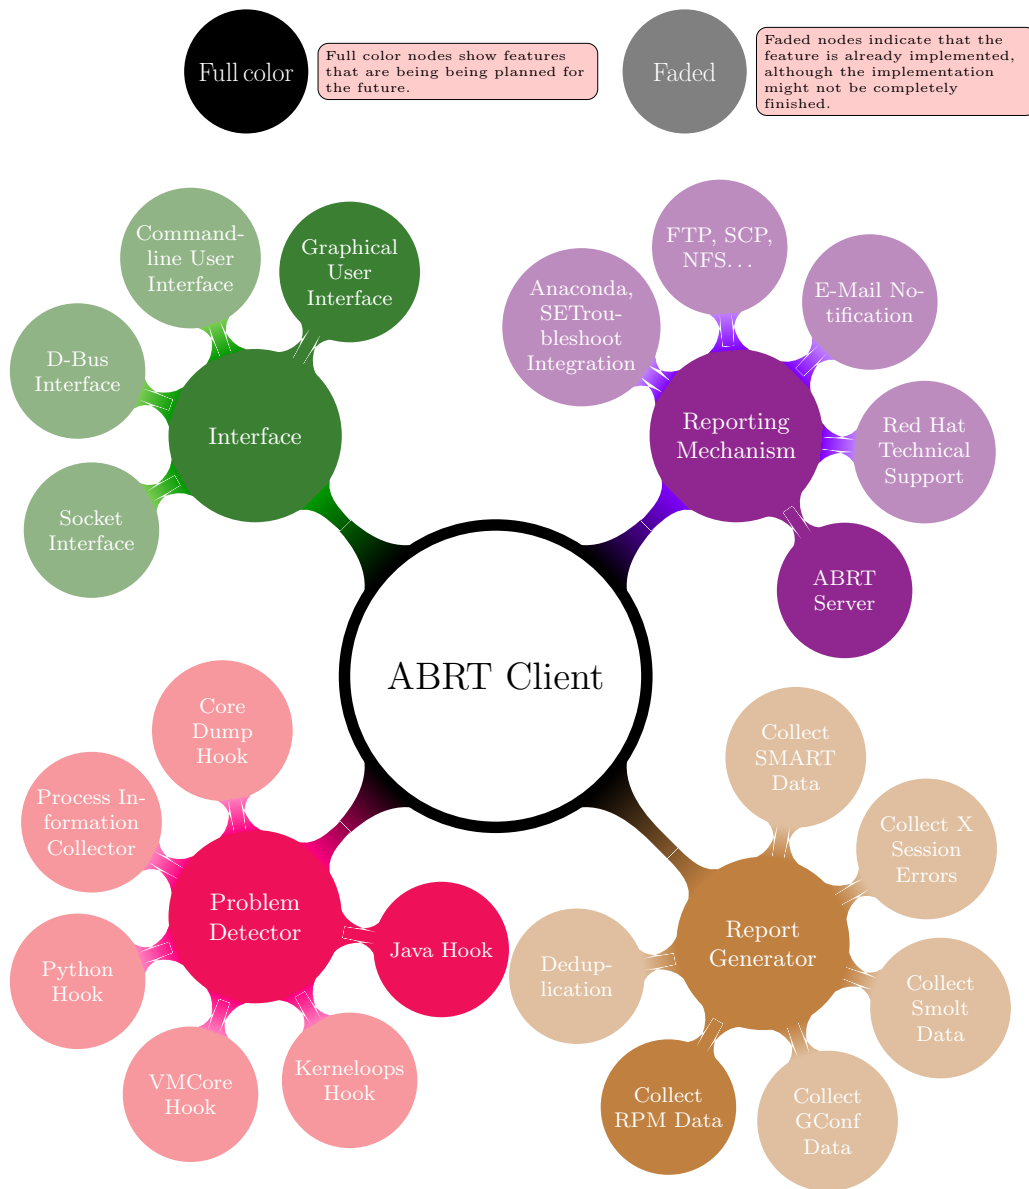 Full color
Full color nodes show features
that are being being planned for
the future.
Faded
Faded nodes indicate that the
feature is already implemented,
although the implementation
might not be completely
finished.
Command-
line User
Interface
Graphical
User
Interface
D-Bus
Interface
Interface
Socket
Interface
FTP, SCP,
NFS...
Anaconda,
SETrou-
bleshoot
Integration
E-Mail No-
tification
Reporting
Mechanism
Red Hat
Technical
Support
ABRT
Server
ABRT Client
Core
Dump
Hook
Process In-
formation
Collector
Problem
Detector
Python
Hook
Java Hook
VMCore
Hook
Kerneloops
Hook
Collect
SMART
Data
Collect X
Session
Errors
Report
Generator
Dedup-
lication
Collect
Smolt
Data
Collect
RPM Data
Collect
GConf
Data